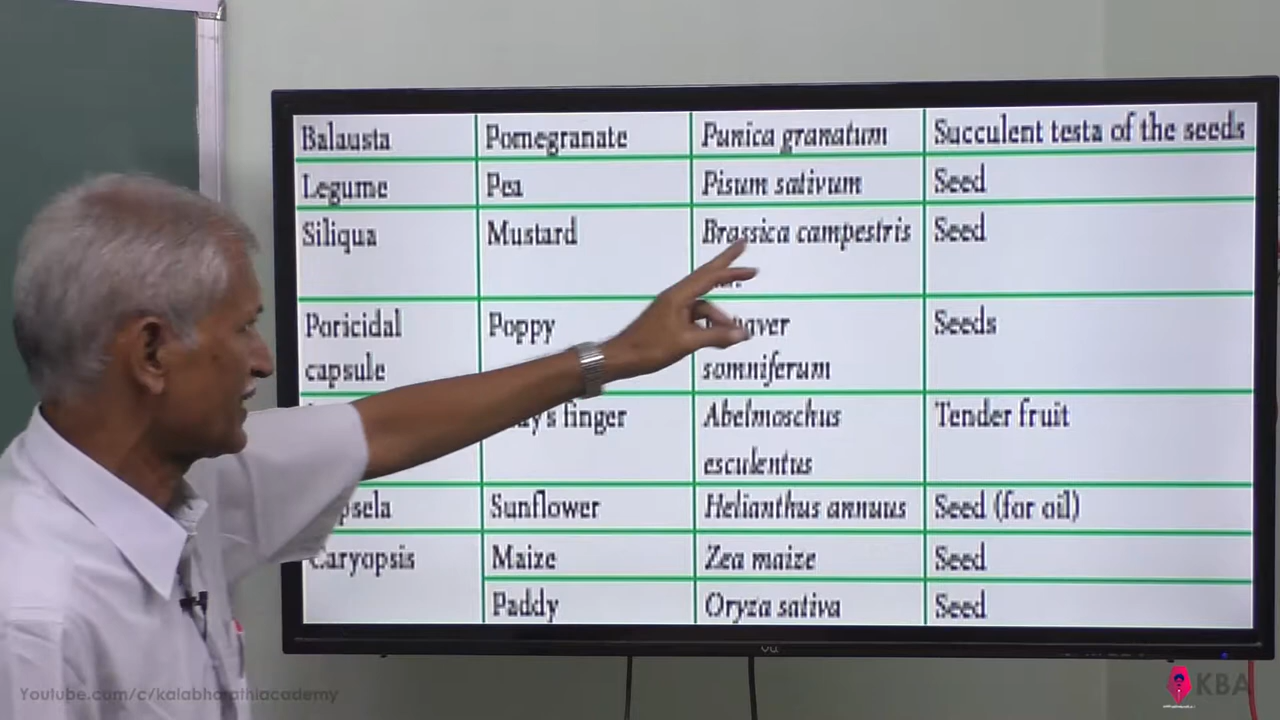 Balausta Pomegranate Punica granatum Succulent testa of the seeds
Legume Pea Pisum sativum Seed
Siliqua Mustard Brassica campestris Seed
Poricidal Poppy Seeds
capsule somniferum
finger Abelmoschus Tender fruit
esculentus
Sunflower Helianthus annuus Seed (for oil)
Caryopsis Maize Zea maize Seed
Paddy Oryza sativa Seed
VU
Youtube.com/c/kalabharathiacademy
KBA